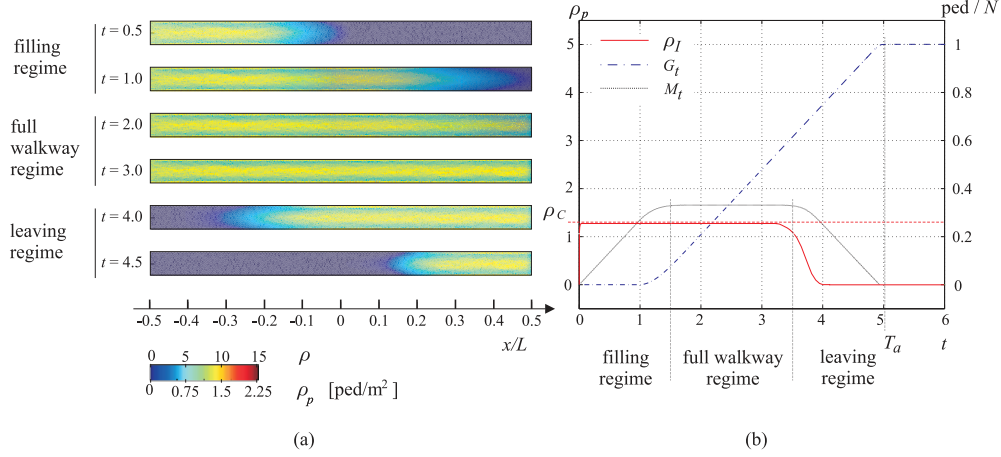 filling
regime
t = 0.5
t = 1.0
full
walkway
regime
t = 2.0
t = 3.0
leaving
regime
t = 4.0
t = 4.5
-0.5 -0.4 -0.3 -0.2 -0.1 0 0.1 0.2 0.3 0.4 0.5
x/L
0 5 10 15 ρ
0 0.75 1.5 2.25 ρp [ped/m²]
(a)
ρp
ped / N
ρI
Gt
Mt
5
4
3
2
1
0
ρC
1
0.8
0.6
0.4
0.2
0
0 1 2 3 4 5 6
Ta
t
filling
regime
full walkway
regime
leaving
regime
(b)